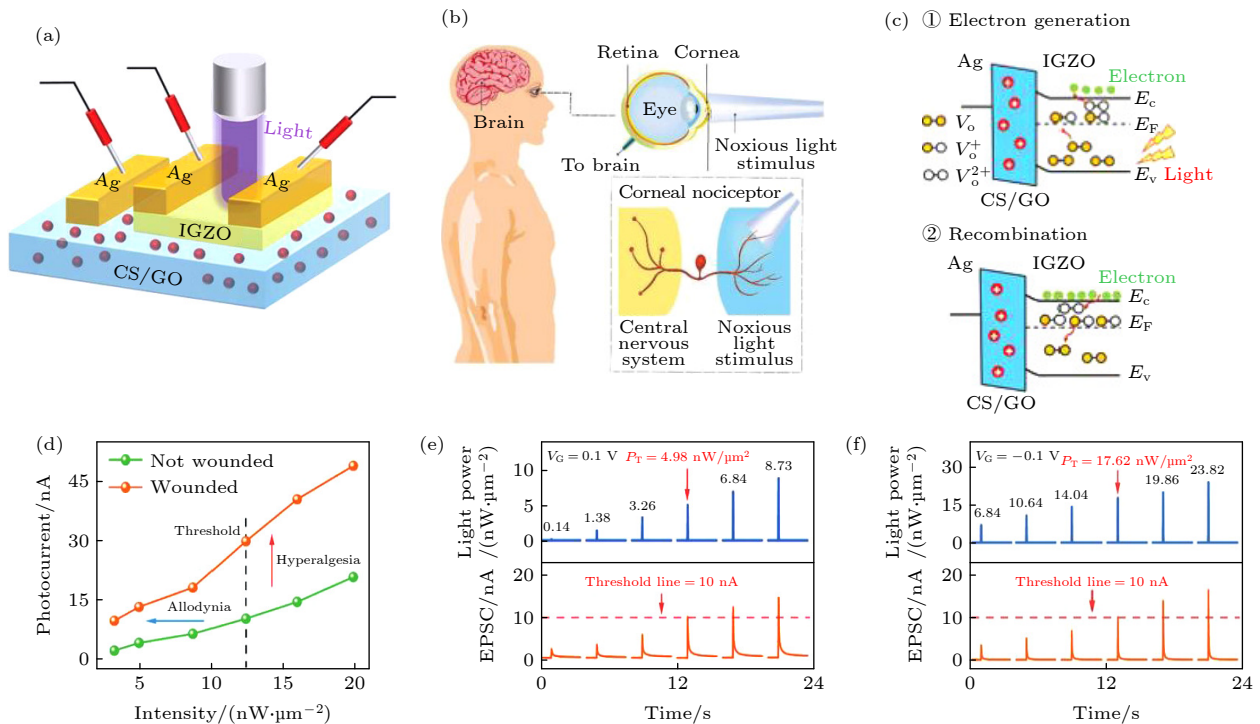 (a)
Light
Ag
Ag
Ag
IGZO
CS/GO
(b)
Brain
Retina
Cornea
Eye
To brain
Noxious light
stimulus
Corneal nociceptor
Central
nervous
system
Noxious
light
stimulus
(c)
① Electron generation
Ag
IGZO
Electron
E_c
E_F
E_v
V_o
V_o^+
V_o^2+
Light
CS/GO
② Recombination
Ag
IGZO
Electron
E_c
E_F
E_v
CS/GO
(d)
Not wounded
Wounded
Threshold
Hyperalgesia
Allodynia
Photocurrent/nA
45
30
15
0
5 10 15 20
Intensity/(nW·μm⁻²)
(e)
Light power
/(nW·μm⁻²)
10
5
0
V_G = 0.1 V
P_T = 4.98 nW/μm²
0.14
1.38
3.26
6.84
8.73
EPSC/nA
20
10
0
Threshold line = 10 nA
0 12 24
Time/s
(f)
Light power
/(nW·μm⁻²)
30
15
0
V_G = −0.1 V
P_T = 17.62 nW/μm²
6.84
10.64
14.04
19.86
23.82
EPSC/nA
20
10
0
Threshold line = 10 nA
0 12 24
Time/s